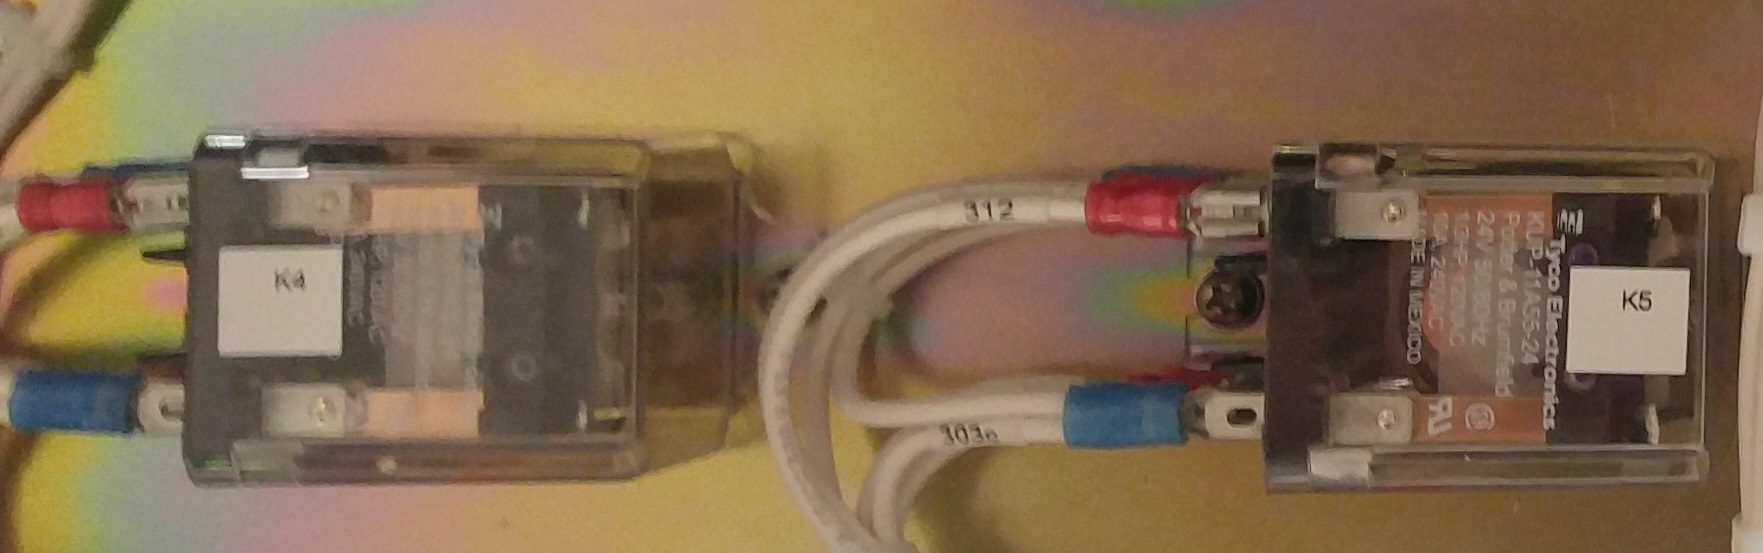 K4
312
303n
Tyco Electronics
Potter & Brumfield
KUP-11A55-24
24V 50/60Hz
1/3HP 120VAC
10A 240VAC
MADE IN MEXICO
K5